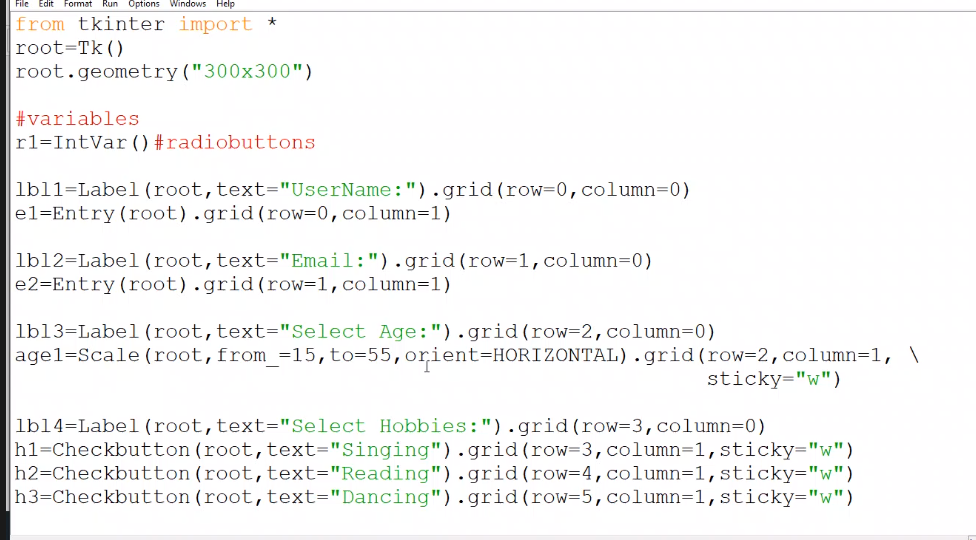 File Edit Format Run Options Windows Help
from tkinter import *
root=Tk()
root.geometry("300x300")
#variables
r1=IntVar()#radiobuttons
lbl1=Label(root,text="UserName:").grid(row=0,column=0)
e1=Entry(root).grid(row=0,column=1)
lbl2=Label(root,text="Email:").grid(row=1,column=0)
e2=Entry(root).grid(row=1,column=1)
lbl3=Label(root,text="Select Age:").grid(row=2,column=0)
age1=Scale(root,from_=15,to=55,orient=HORIZONTAL).grid(row=2,column=1, \
sticky="w")
lbl4=Label(root,text="Select Hobbies:").grid(row=3,column=0)
h1=Checkbutton(root,text="Singing").grid(row=3,column=1,sticky="w")
h2=Checkbutton(root,text="Reading").grid(row=4,column=1,sticky="w")
h3=Checkbutton(root,text="Dancing").grid(row=5,column=1,sticky="w")